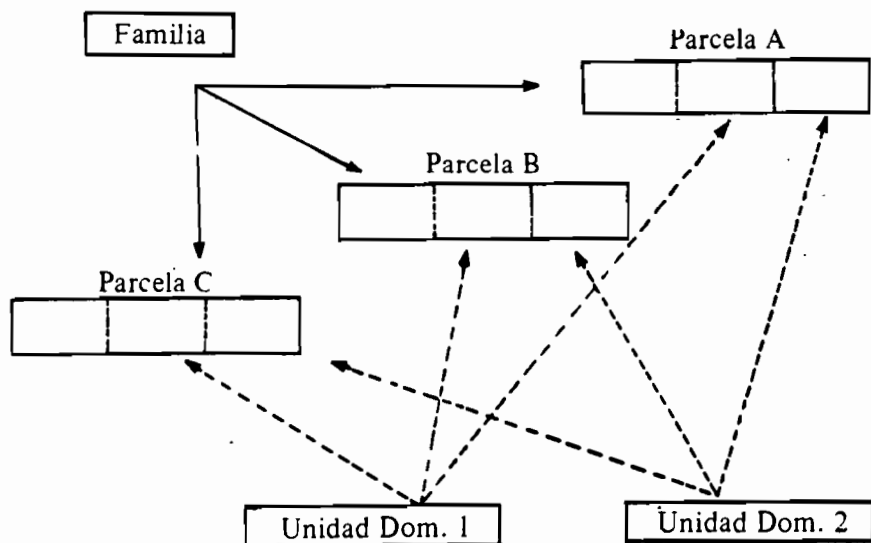 Familia
Parcela A
Parcela B
Parcela C
Unidad Dom. 1
Unidad Dom. 2